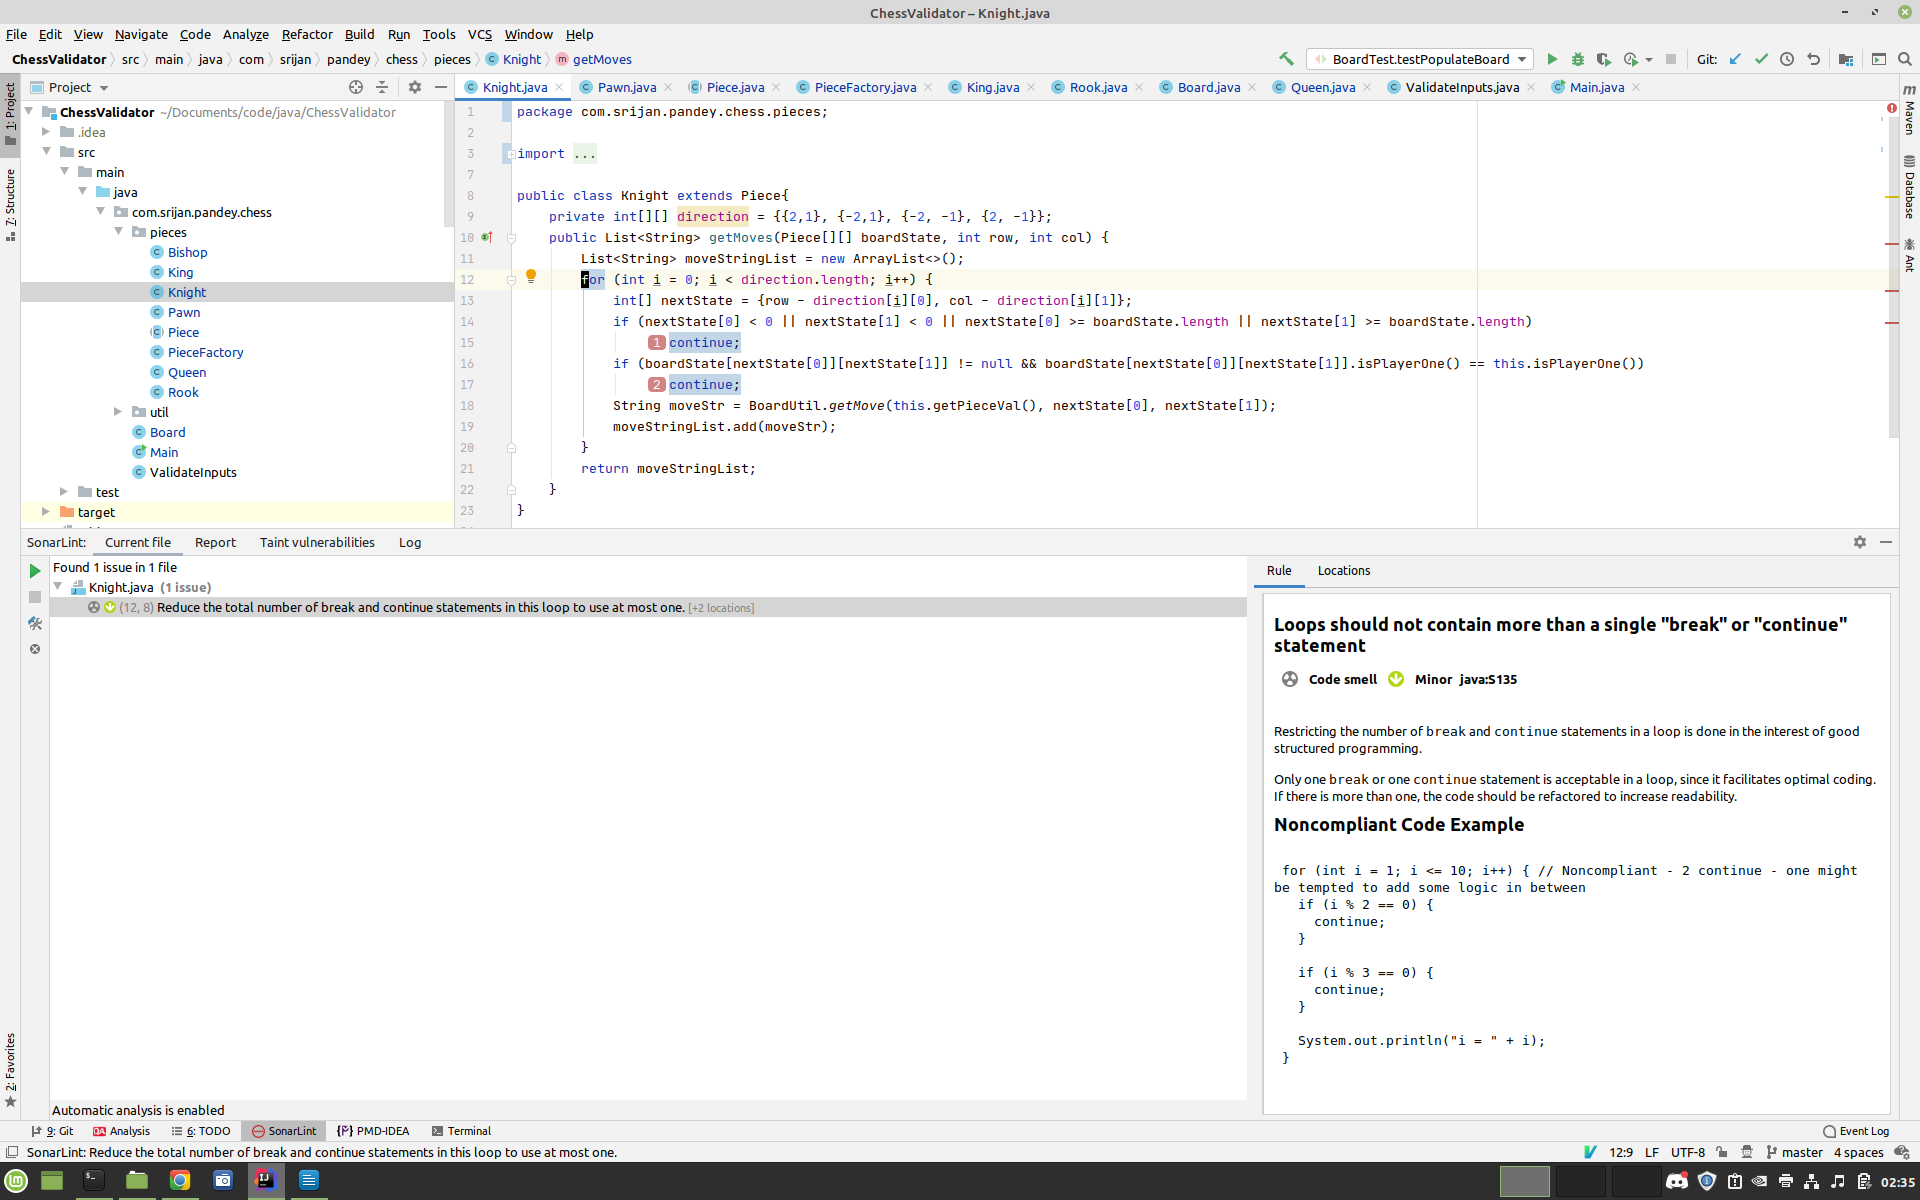 ChessValidator – Knight.java
File Edit View Navigate Code Analyze Refactor Build Run Tools VCS Window Help
ChessValidator src main java com srijan pandey chess pieces Knight getMoves
BoardTest.testPopulateBoard
Git:
1: Project
7: Structure
2: Favorites
Project
Knight.java Pawn.java Piece.java PieceFactory.java King.java Rook.java Board.java Queen.java ValidateInputs.java Main.java
Maven
Database
Ant
ChessValidator ~/Documents/code/java/ChessValidator
.idea
src
main
java
com.srijan.pandey.chess
pieces
Bishop
King
Knight
Pawn
Piece
PieceFactory
Queen
Rook
util
Board
Main
ValidateInputs
test
target
1 package com.srijan.pandey.chess.pieces;
2
3 import ...
7
8 public class Knight extends Piece{
9 private int[][] direction = {{2,1}, {-2,1}, {-2, -1}, {2, -1}};
10 public List<String> getMoves(Piece[][] boardState, int row, int col) {
11 List<String> moveStringList = new ArrayList<>();
12 for (int i = 0; i < direction.length; i++) {
13 int[] nextState = {row - direction[i][0], col - direction[i][1]};
14 if (nextState[0] < 0 || nextState[1] < 0 || nextState[0] >= boardState.length || nextState[1] >= boardState.length)
15 1 continue;
16 if (boardState[nextState[0]][nextState[1]] != null && boardState[nextState[0]][nextState[1]].isPlayerOne() == this.isPlayerOne())
17 2 continue;
18 String moveStr = BoardUtil.getMove(this.getPieceVal(), nextState[0], nextState[1]);
19 moveStringList.add(moveStr);
20 }
21 return moveStringList;
22 }
23 }
SonarLint: Current file Report Taint vulnerabilities Log
Found 1 issue in 1 file
Knight.java (1 issue)
(12, 8) Reduce the total number of break and continue statements in this loop to use at most one. [+2 locations]
Automatic analysis is enabled
Rule Locations
Loops should not contain more than a single "break" or "continue"
statement
Code smell Minor java:S135
Restricting the number of break and continue statements in a loop is done in the interest of good
structured programming.
Only one break or one continue statement is acceptable in a loop, since it facilitates optimal coding.
If there is more than one, the code should be refactored to increase readability.
Noncompliant Code Example
for (int i = 1; i <= 10; i++) { // Noncompliant - 2 continue - one might
be tempted to add some logic in between
if (i % 2 == 0) {
continue;
}
if (i % 3 == 0) {
continue;
}
System.out.println("i = " + i);
}
9: Git Analysis 6: TODO SonarLint PMD-IDEA Terminal Event Log
SonarLint: Reduce the total number of break and continue statements in this loop to use at most one. 12:9 LF UTF-8 master 4 spaces
02:35